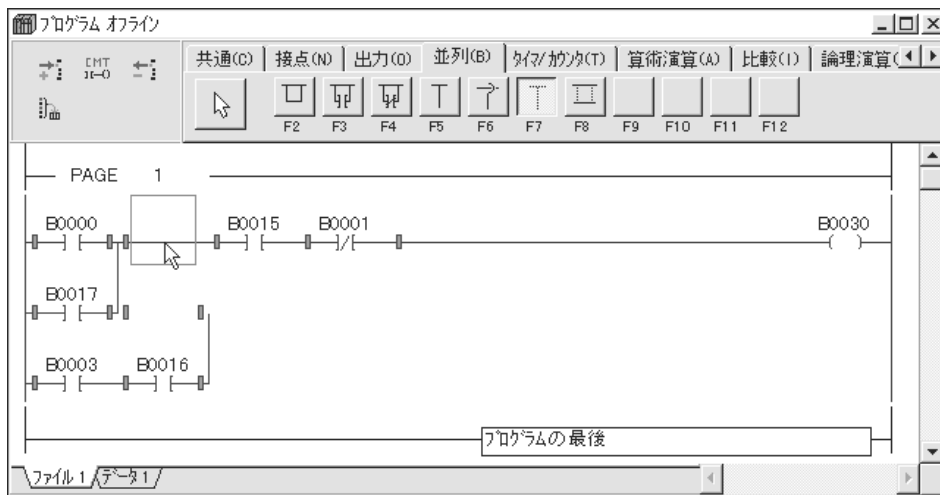 プログラム オフライン
CMT
共通(C) 接点(N) 出力(O) 並列(B) タイマ/カウンタ(T) 算術演算(A) 比較(I) 論理演算(
F2 F3 F4 F5 F6 F7 F8 F9 F10 F11 F12
PAGE 1
B0000 B0015 B0001 B0030
B0017
B0003 B0016
プログラムの最後
ファイル 1 データ 1